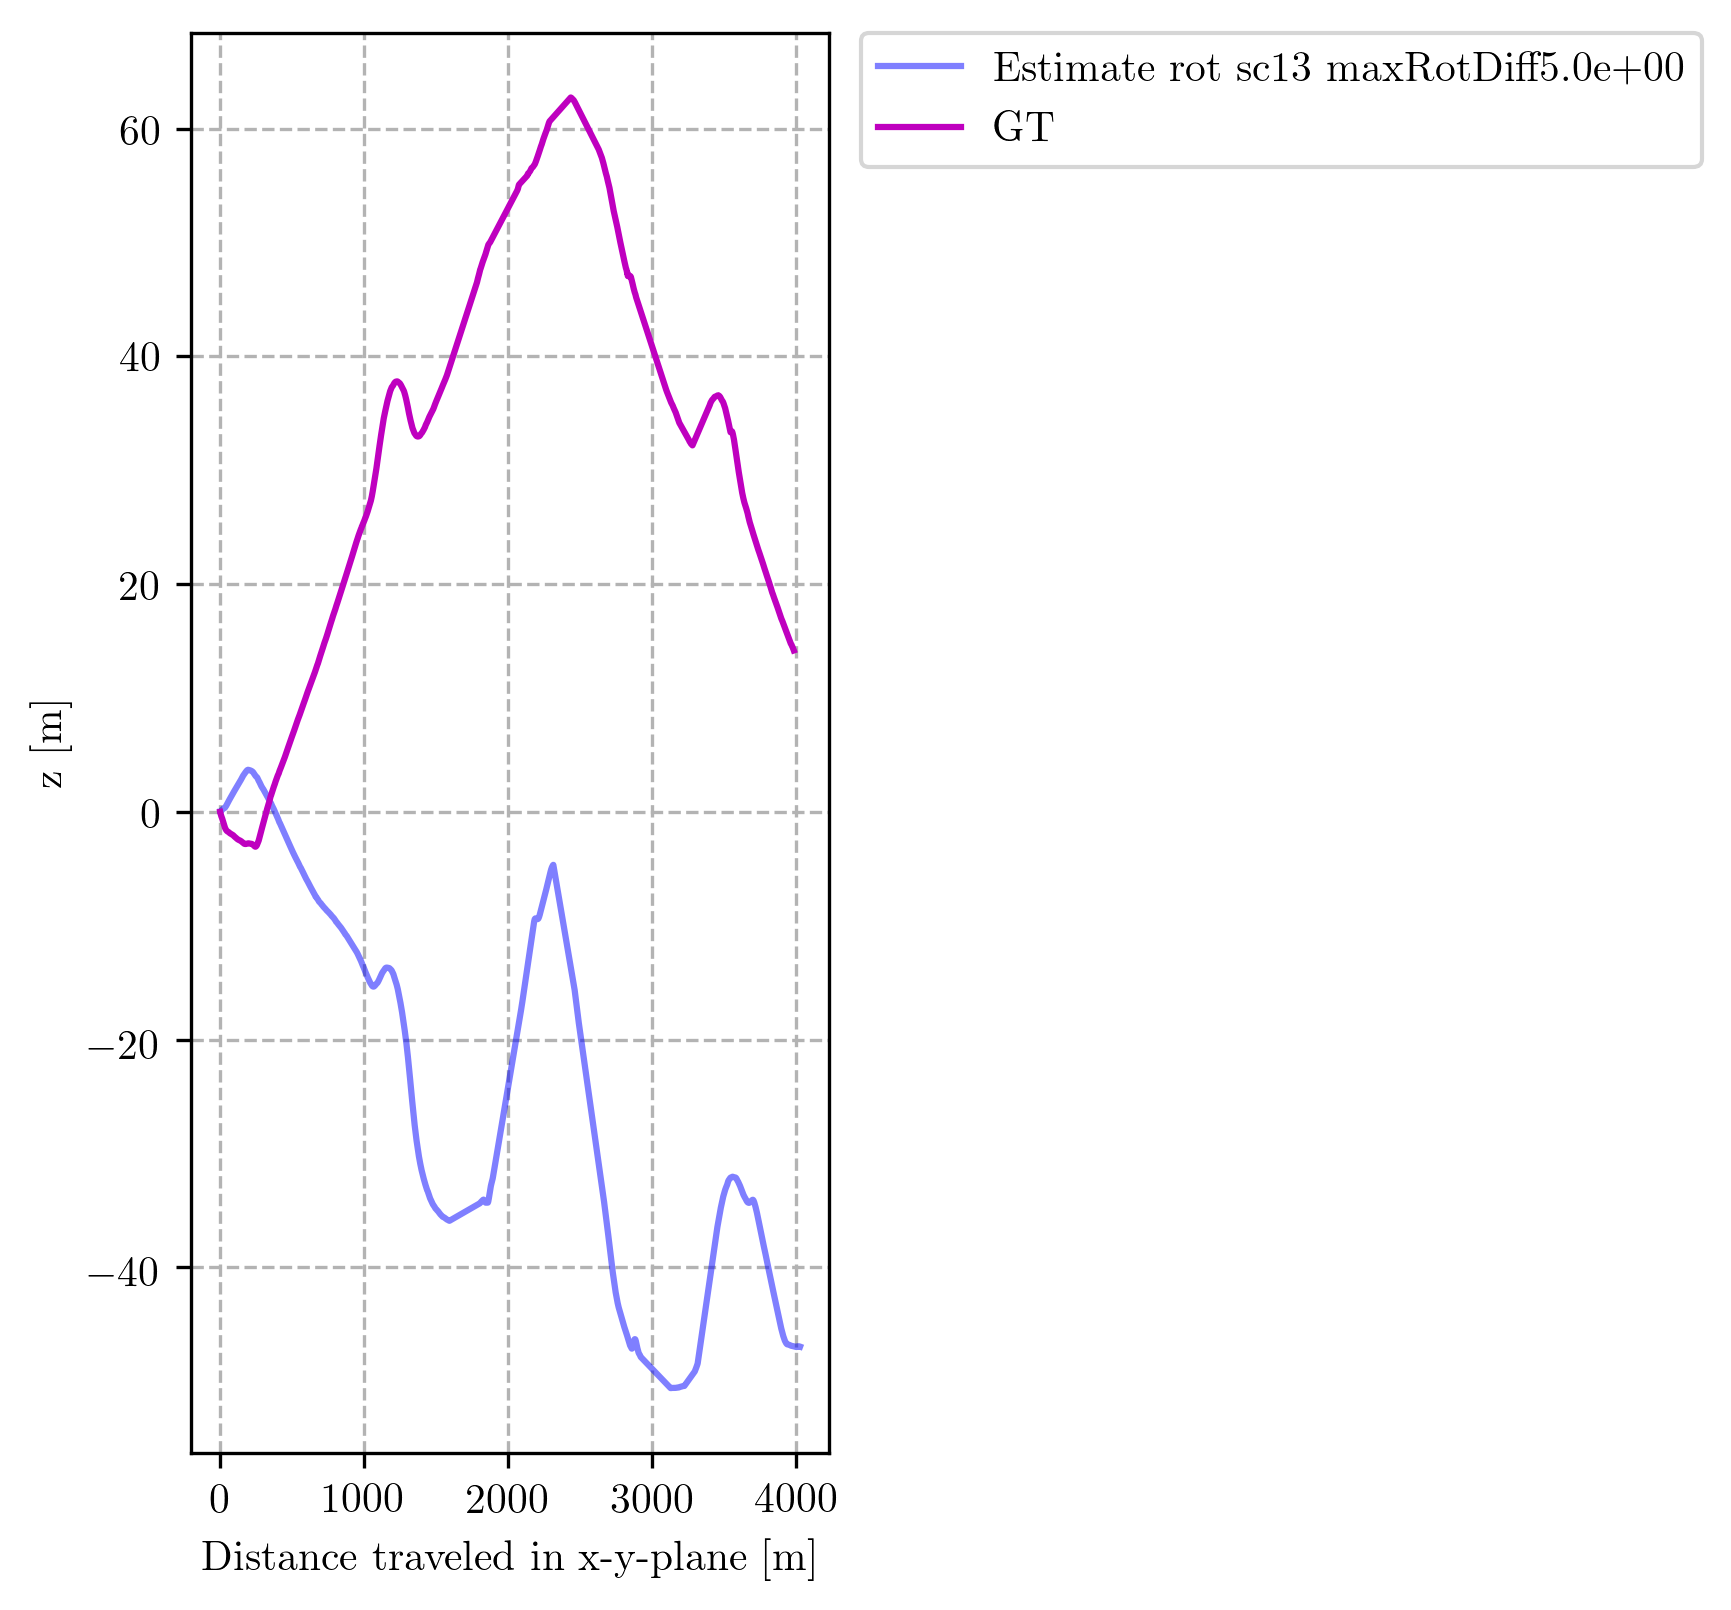 Estimate rot sc13 maxRotDiff5.0e+00
GT
60
40
20
0
−20
−40
z [m]
0 1000 2000 3000 4000
Distance traveled in x-y-plane [m]